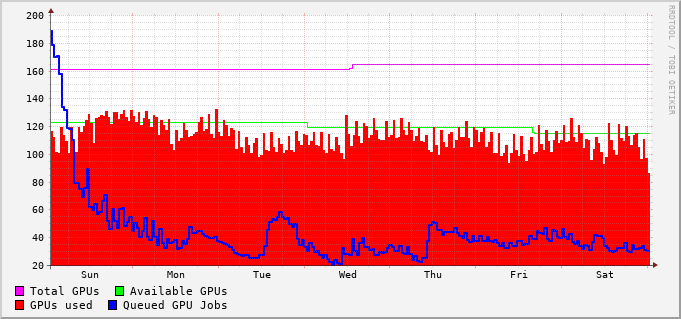 200
180
160
140
120
100
80
60
40
20
Sun Mon Tue Wed Thu Fri Sat
Total GPUs Available GPUs
GPUs used Queued GPU Jobs
RRDTOOL / TOBI OETIKER